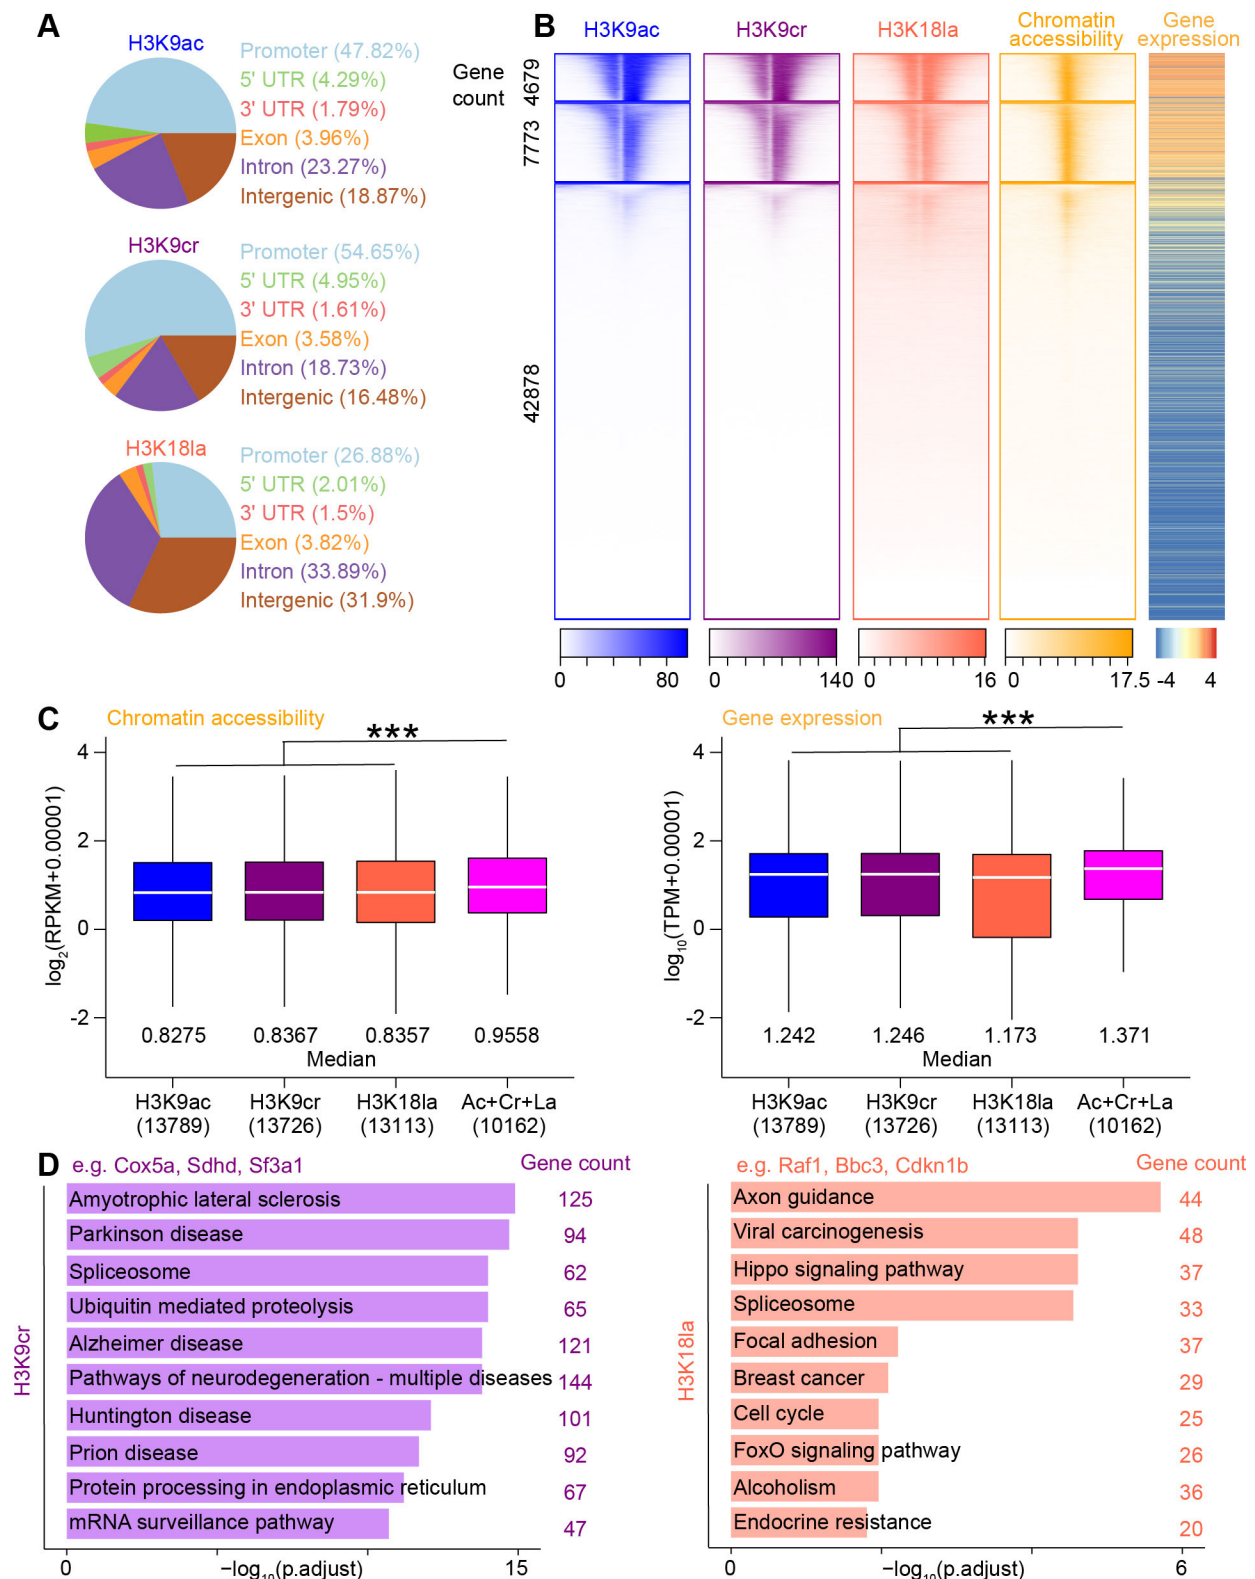 A
H3K9ac
Promoter (47.82%)
5' UTR (4.29%)
3' UTR (1.79%)
Exon (3.96%)
Intron (23.27%)
Intergenic (18.87%)
H3K9cr
Promoter (54.65%)
5' UTR (4.95%)
3' UTR (1.61%)
Exon (3.58%)
Intron (18.73%)
Intergenic (16.48%)
H3K18la
Promoter (26.88%)
5' UTR (2.01%)
3' UTR (1.5%)
Exon (3.82%)
Intron (33.89%)
Intergenic (31.9%)
B
H3K9ac
H3K9cr
H3K18la
Chromatin
accessibility
Gene
expression
Gene
count
4679
7773
42878
0 80
0 140
0 16
0 17.5
-4 4
C
Chromatin accessibility
***
log2(RPKM+0.00001)
4
2
0
-2
0.8275 0.8367 0.8357 0.9558
Median
H3K9ac H3K9cr H3K18la Ac+Cr+La
(13789) (13726) (13113) (10162)
Gene expression
***
log10(TPM+0.00001)
4
2
0
-2
1.242 1.246 1.173 1.371
Median
H3K9ac H3K9cr H3K18la Ac+Cr+La
(13789) (13726) (13113) (10162)
D
e.g. Cox5a, Sdhd, Sf3a1
Gene count
H3K9cr
Amyotrophic lateral sclerosis 125
Parkinson disease 94
Spliceosome 62
Ubiquitin mediated proteolysis 65
Alzheimer disease 121
Pathways of neurodegeneration - multiple diseases 144
Huntington disease 101
Prion disease 92
Protein processing in endoplasmic reticulum 67
mRNA surveillance pathway 47
0 −log10(p.adjust) 15
e.g. Raf1, Bbc3, Cdkn1b
Gene count
H3K18la
Axon guidance 44
Viral carcinogenesis 48
Hippo signaling pathway 37
Spliceosome 33
Focal adhesion 37
Breast cancer 29
Cell cycle 25
FoxO signaling pathway 26
Alcoholism 36
Endocrine resistance 20
0 −log10(p.adjust) 6